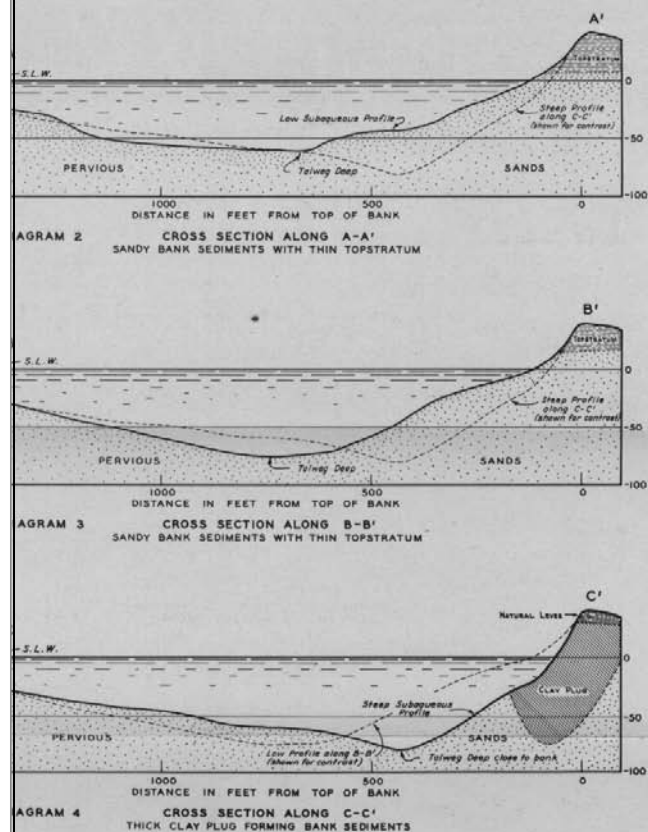 A'
TOPSTRATUM
S.L.W.
0
Low Subaqueous Profile
Steep Profile
along C-C'
(shown for contrast)
-50
PERVIOUS
Talweg Deep
SANDS
-100
1000 500 0
DISTANCE IN FEET FROM TOP OF BANK
IAGRAM 2 CROSS SECTION ALONG A-A'
SANDY BANK SEDIMENTS WITH THIN TOPSTRATUM
B'
TOPSTRATUM
S.L.W.
0
Steep Profile
along C-C'
(shown for contrast)
-50
PERVIOUS
Talweg Deep
SANDS
-100
1000 500 0
DISTANCE IN FEET FROM TOP OF BANK
IAGRAM 3 CROSS SECTION ALONG B-B'
SANDY BANK SEDIMENTS WITH THIN TOPSTRATUM
C'
NATURAL LEVEE
S.L.W.
0
CLAY PLUG
Steep Subaqueous
Profile
-50
PERVIOUS
SANDS
Low Profile along B-B'
(shown for contrast)
Talweg Deep close to bank
-100
1000 500 0
DISTANCE IN FEET FROM TOP OF BANK
IAGRAM 4 CROSS SECTION ALONG C-C'
THICK CLAY PLUG FORMING BANK SEDIMENTS